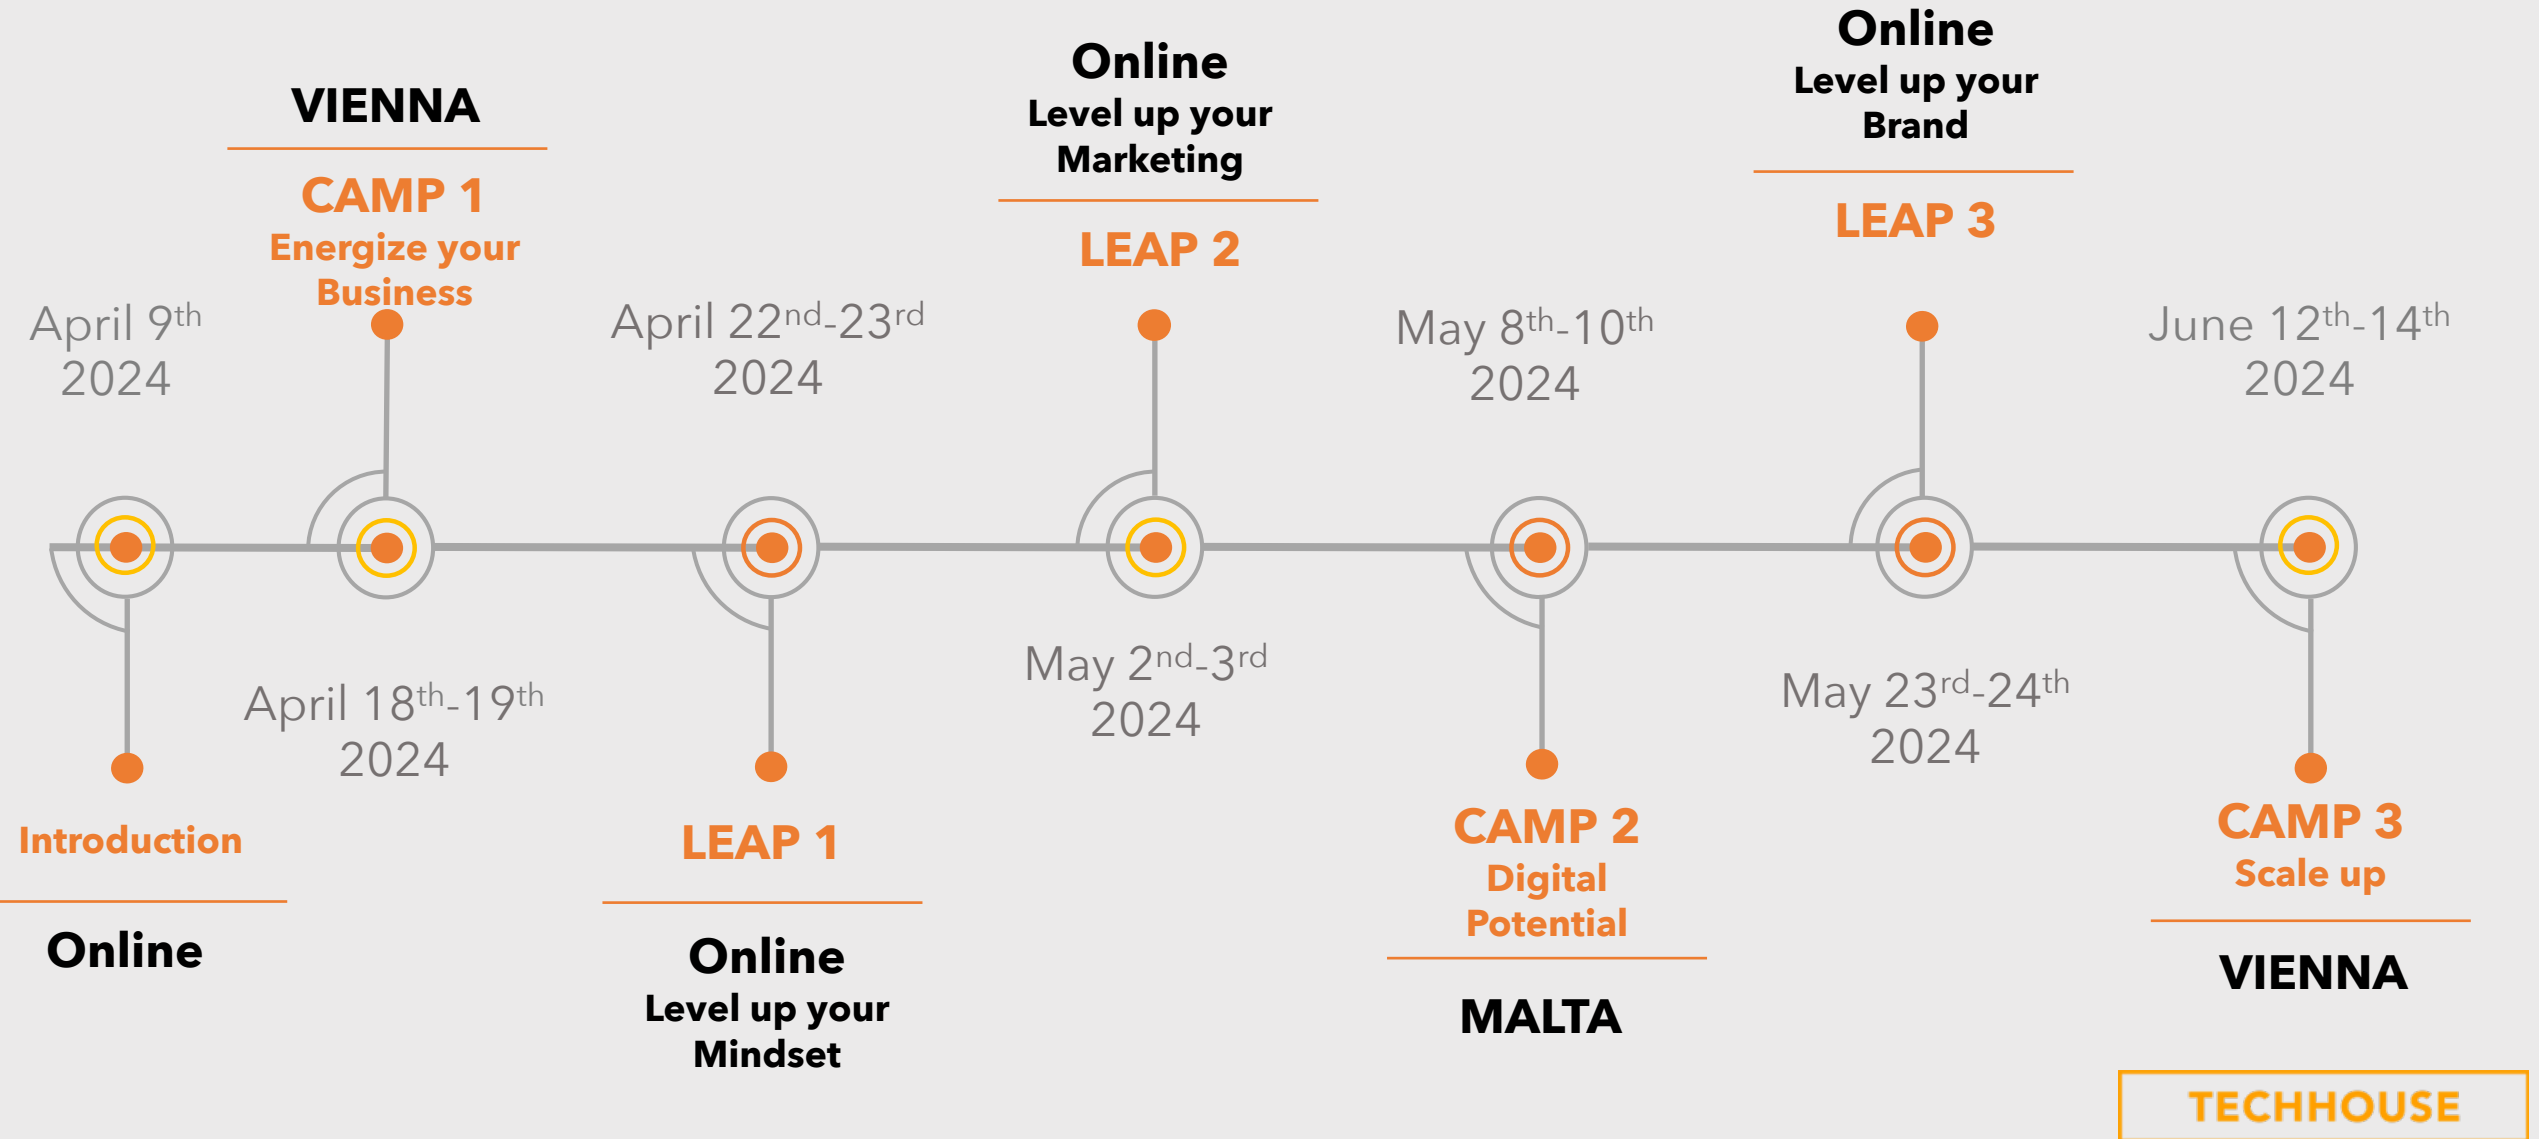 April 9th
2024
Introduction
Online
VIENNA
CAMP 1
Energize your
Business
April 18th-19th
2024
April 22nd-23rd
2024
LEAP 1
Online
Level up your
Mindset
Online
Level up your
Marketing
LEAP 2
May 2nd-3rd
2024
May 8th-10th
2024
CAMP 2
Digital
Potential
MALTA
Online
Level up your
Brand
LEAP 3
May 23rd-24th
2024
June 12th-14th
2024
CAMP 3
Scale up
VIENNA
TECHHOUSE